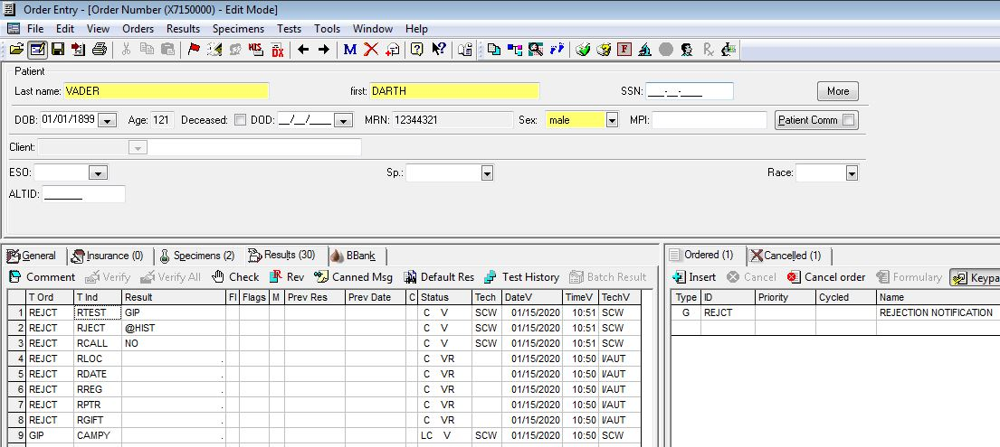 Order Entry - [Order Number (X7150000) - Edit Mode]
File Edit View Orders Results Specimens Tests Tools Window Help
HIS DX M F R
Patient
Last name: VADER first: DARTH SSN: ___-__-____ More
DOB: 01/01/1899 Age: 121 Deceased: DOD: __/__/____ MRN: 12344321 Sex: male MPI: Patient Comm
Client:
ESO: Sp.: Race:
ALTID: _______
General Insurance (0) Specimens (2) Results (30) BBank
Comment Verify Verify All Check Rev Canned Msg Default Res Test History Batch Result
T Ord T Ind Result Fl Flags M Prev Res Prev Date C Status Tech DateV TimeV TechV
1 REJCT RTEST GIP C V SCW 01/15/2020 10:51 SCW
2 REJCT RJECT @HIST C V SCW 01/15/2020 10:51 SCW
3 REJCT RCALL NO C V SCW 01/15/2020 10:51 SCW
4 REJCT RLOC . C VR 01/15/2020 10:50 I/AUT
5 REJCT RDATE . C VR 01/15/2020 10:50 I/AUT
6 REJCT RREG . C VR 01/15/2020 10:50 I/AUT
7 REJCT RPTR . C VR 01/15/2020 10:50 I/AUT
8 REJCT RGIFT . C VR 01/15/2020 10:50 I/AUT
9 GIP CAMPY LC V SCW 01/15/2020 10:50 SCW
Ordered (1) Cancelled (1)
Insert Cancel Cancel order Formulary Keypa
Type ID Priority Cycled Name
G REJCT REJECTION NOTIFICATION